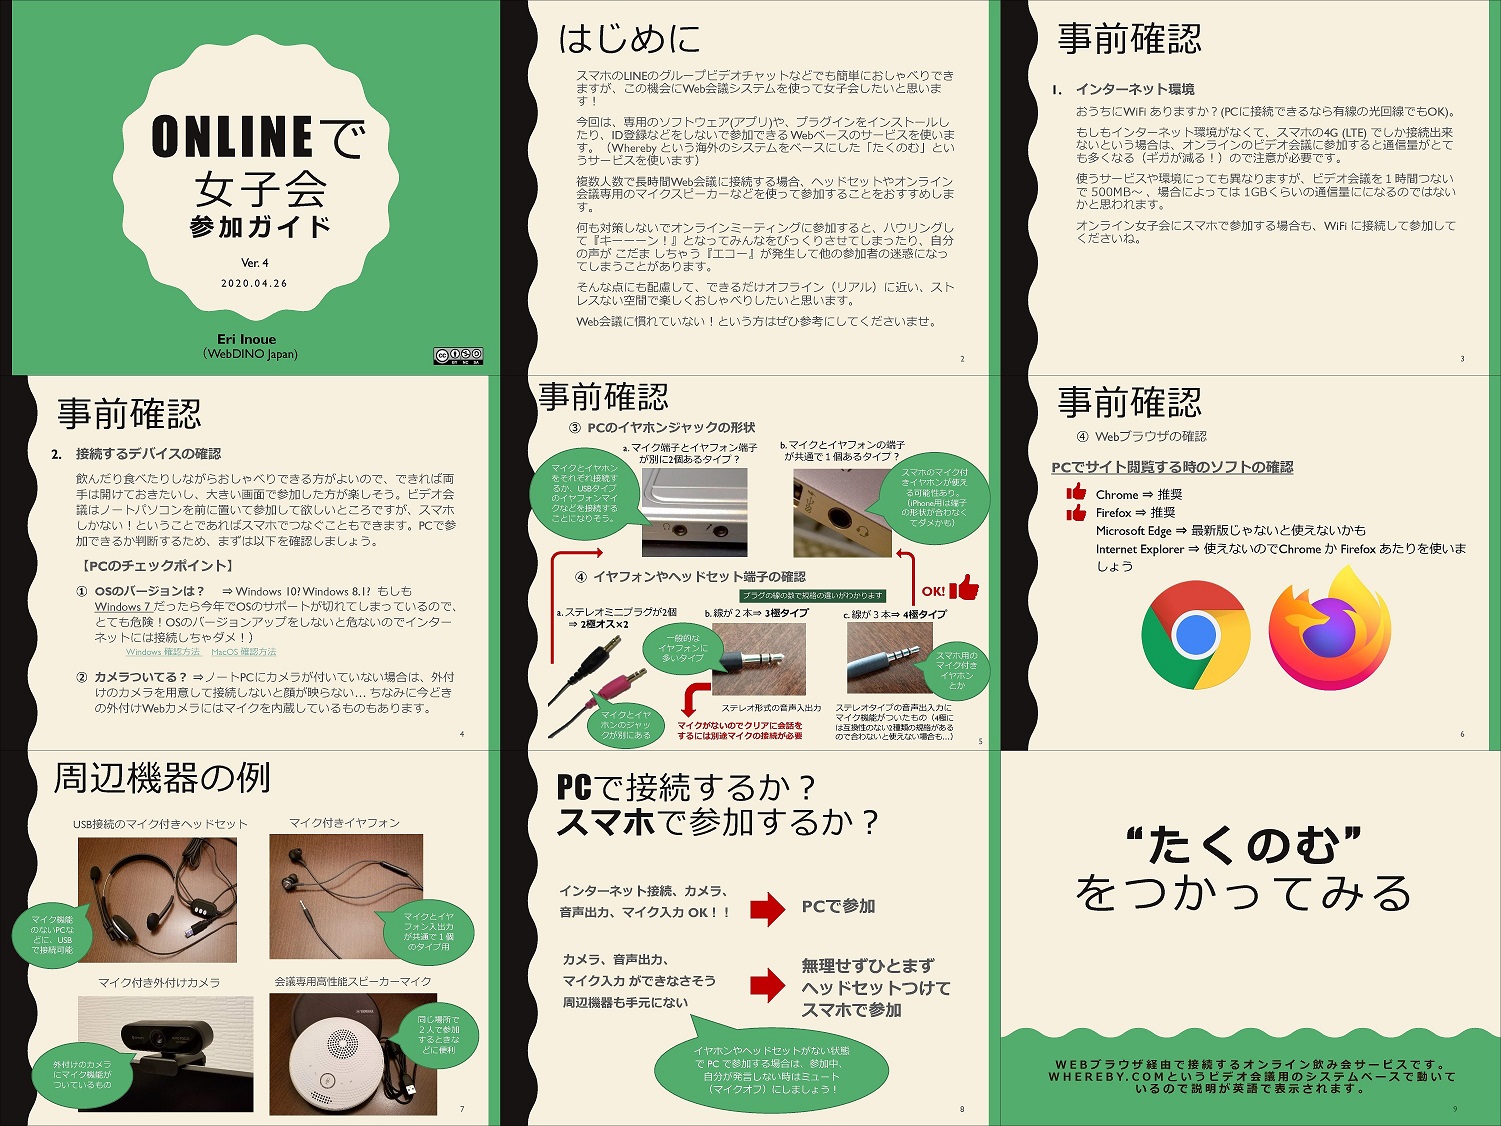 ONLINEで
女子会
参加ガイド
Ver. 4
2020.04.26
Eri Inoue
（WebDINO Japan)
はじめに
スマホのLINEのグループビデオチャットなどでも簡単におしゃべりでき
ますが、この機会にWeb会議システムを使って女子会したいと思いま
す！
今回は、専用のソフトウェア(アプリ)や、プラグインをインストールし
たり、ID登録などをしないで参加できる Webベースのサービスを使いま
す。（Whereby という海外のシステムをベースにした「たくのむ」とい
うサービスを使います）
複数人数で長時間Web会議に接続する場合、ヘッドセットやオンライン
会議専用のマイクスピーカーなどを使って参加することをおすすめしま
す。
何も対策しないでオンラインミーティングに参加すると、ハウリングし
て『キーーーン！』となってみんなをびっくりさせてしまったり、自分
の声が こだま しちゃう『エコー』が発生して他の参加者の迷惑になっ
てしまうことがあります。
そんな点にも配慮して、できるだけオフライン（リアル）に近い、スト
レスない空間で楽しくおしゃべりしたいと思います。
Web会議に慣れていない！という方はぜひ参考にしてくださいませ。
2
事前確認
1. インターネット環境
おうちにWiFi ありますか？(PCに接続できるなら有線の光回線でもOK)。
もしもインターネット環境がなくて、スマホの4G (LTE) でしか接続出来
ないという場合は、オンラインのビデオ会議に参加すると通信量がとて
も多くなる（ギガが減る！）ので注意が必要です。
使うサービスや環境にっても異なりますが、ビデオ会議を１時間つない
で 500MB～ 、場合によっては 1GBくらいの通信量にになるのではない
かと思われます。
オンライン女子会にスマホで参加する場合も、WiFi に接続して参加して
くださいね。
3
事前確認
2. 接続するデバイスの確認
飲んだり食べたりしながらおしゃべりできる方がよいので、できれば両
手は開けておきたいし、大きい画面で参加した方が楽しそう。ビデオ会
議はノートパソコンを前に置いて参加して欲しいところですが、スマホ
しかない！ということであればスマホでつなぐこともできます。PCで参
加できるか判断するため、まずは以下を確認しましょう。
【PCのチェックポイント】
① OSのバージョンは？ ⇒ Windows 10? Windows 8.1? もしも
Windows 7 だったら今年でOSのサポートが切れてしまっているので、
とても危険！OSのバージョンアップをしないと危ないのでインター
ネットには接続しちゃダメ！）
Windows 確認方法 MacOS 確認方法
② カメラついてる？ ⇒ノートPCにカメラが付いていない場合は、外付
けのカメラを用意して接続しないと顔が映らない… ちなみに今どき
の外付けWebカメラにはマイクを内蔵しているものもあります。
4
事前確認
③ PCのイヤホンジャックの形状
a. マイク端子とイヤフォン端子
が別に2個あるタイプ？
b. マイクとイヤフォンの端子
が共通で１個あるタイプ？
マイクとイヤホン
をそれぞれ接続す
るか、USBタイプ
のイヤフォンマイ
クなどを接続する
ことになりそう。
スマホのマイク付
きイヤホンが使え
る可能性あり。
（iPhone用は端子
の形状が合わなく
てダメかも）
④ イヤフォンやヘッドセット端子の確認
プラグの線の数で規格の違いがわかります
OK!
a. ステレオミニプラグが2個
⇒ 2極オス×2
b. 線が２本⇒ 3極タイプ
c. 線が３本⇒ 4極タイプ
一般的な
イヤフォンに
多いタイプ
スマホ用の
マイク付き
イヤホン
とか
マイクとイヤ
ホンのジャッ
クが別にある
ステレオ形式の音声入出力
マイクがないのでクリアに会話を
するには別途マイクの接続が必要
ステレオタイプの音声出入力に
マイク機能がついたもの（4極に
は互換性のない2種類の規格がある
ので合わないと使えない場合も…）
5
事前確認
④ Webブラウザの確認
PCでサイト閲覧する時のソフトの確認
Chrome ⇒ 推奨
Firefox ⇒ 推奨
Microsoft Edge ⇒ 最新版じゃないと使えないかも
Internet Explorer ⇒ 使えないのでChrome か Firefox あたりを使いま
しょう
6
周辺機器の例
USB接続のマイク付きヘッドセット
マイク付きイヤフォン
マイク機能
のないPCな
どに、USB
で接続可能
マイクとイヤ
フォン入出力
が共通で１個
のタイプ用
マイク付き外付けカメラ
会議専用高性能スピーカーマイク
外付けのカメラ
にマイク機能が
ついているもの
同じ場所で
２人で参加
するときな
どに便利
7
PCで接続するか？
スマホで参加するか？
インターネット接続、カメラ、
音声出力、マイク入力 OK！！
PCで参加
カメラ、音声出力、
マイク入力 ができなさそう
周辺機器も手元にない
無理せずひとまず
ヘッドセットつけて
スマホで参加
イヤホンやヘッドセットがない状態
で PC で参加する場合は、参加中、
自分が発言しない時はミュート
（マイクオフ）にしましょう！
8
“たくのむ”
をつかってみる
WEBブラウザ経由で接続するオンライン飲み会サービスです。
WHEREBY.COMというビデオ会議用のシステムベースで動いて
いるので説明が英語で表示されます。
9